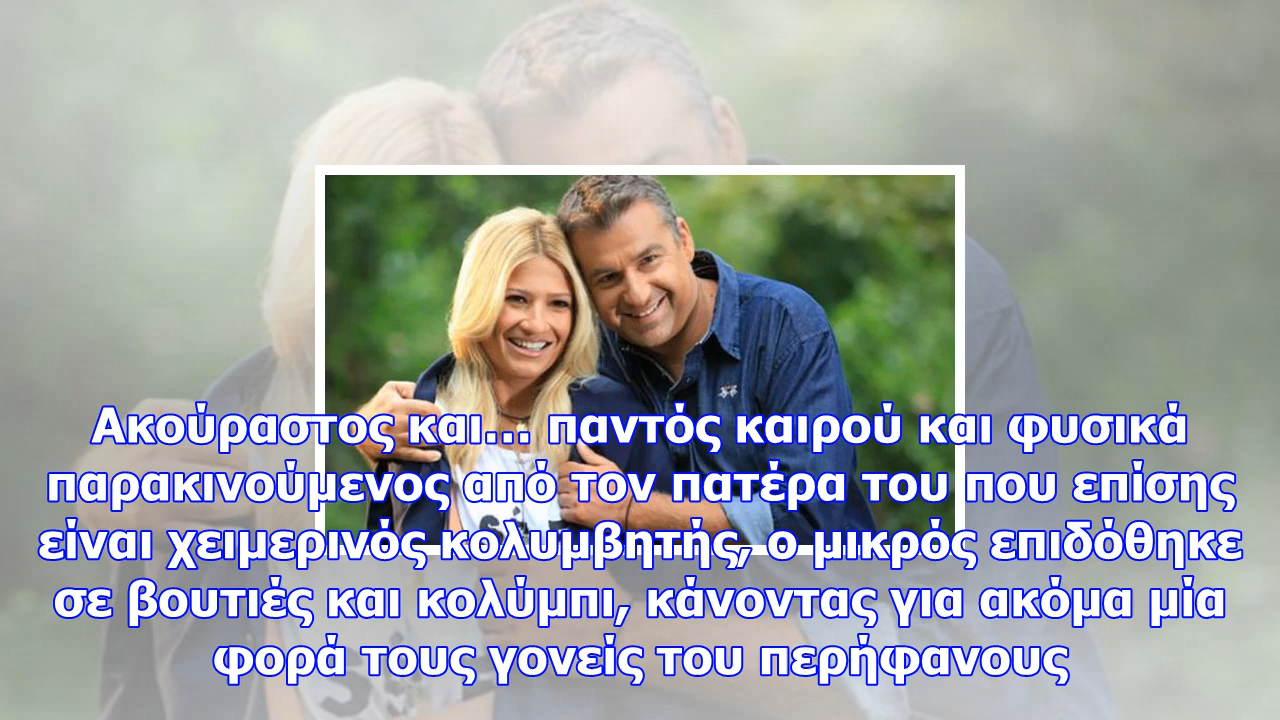 Ακούραστος και... παντός καιρού και φυσικά
παρακινούμενος από τον πατέρα του που επίσης
είναι χειμερινός κολυμβητής, ο μικρός επιδόθηκε
σε βουτιές και κολύμπι, κάνοντας για ακόμα μία
φορά τους γονείς του περήφανους